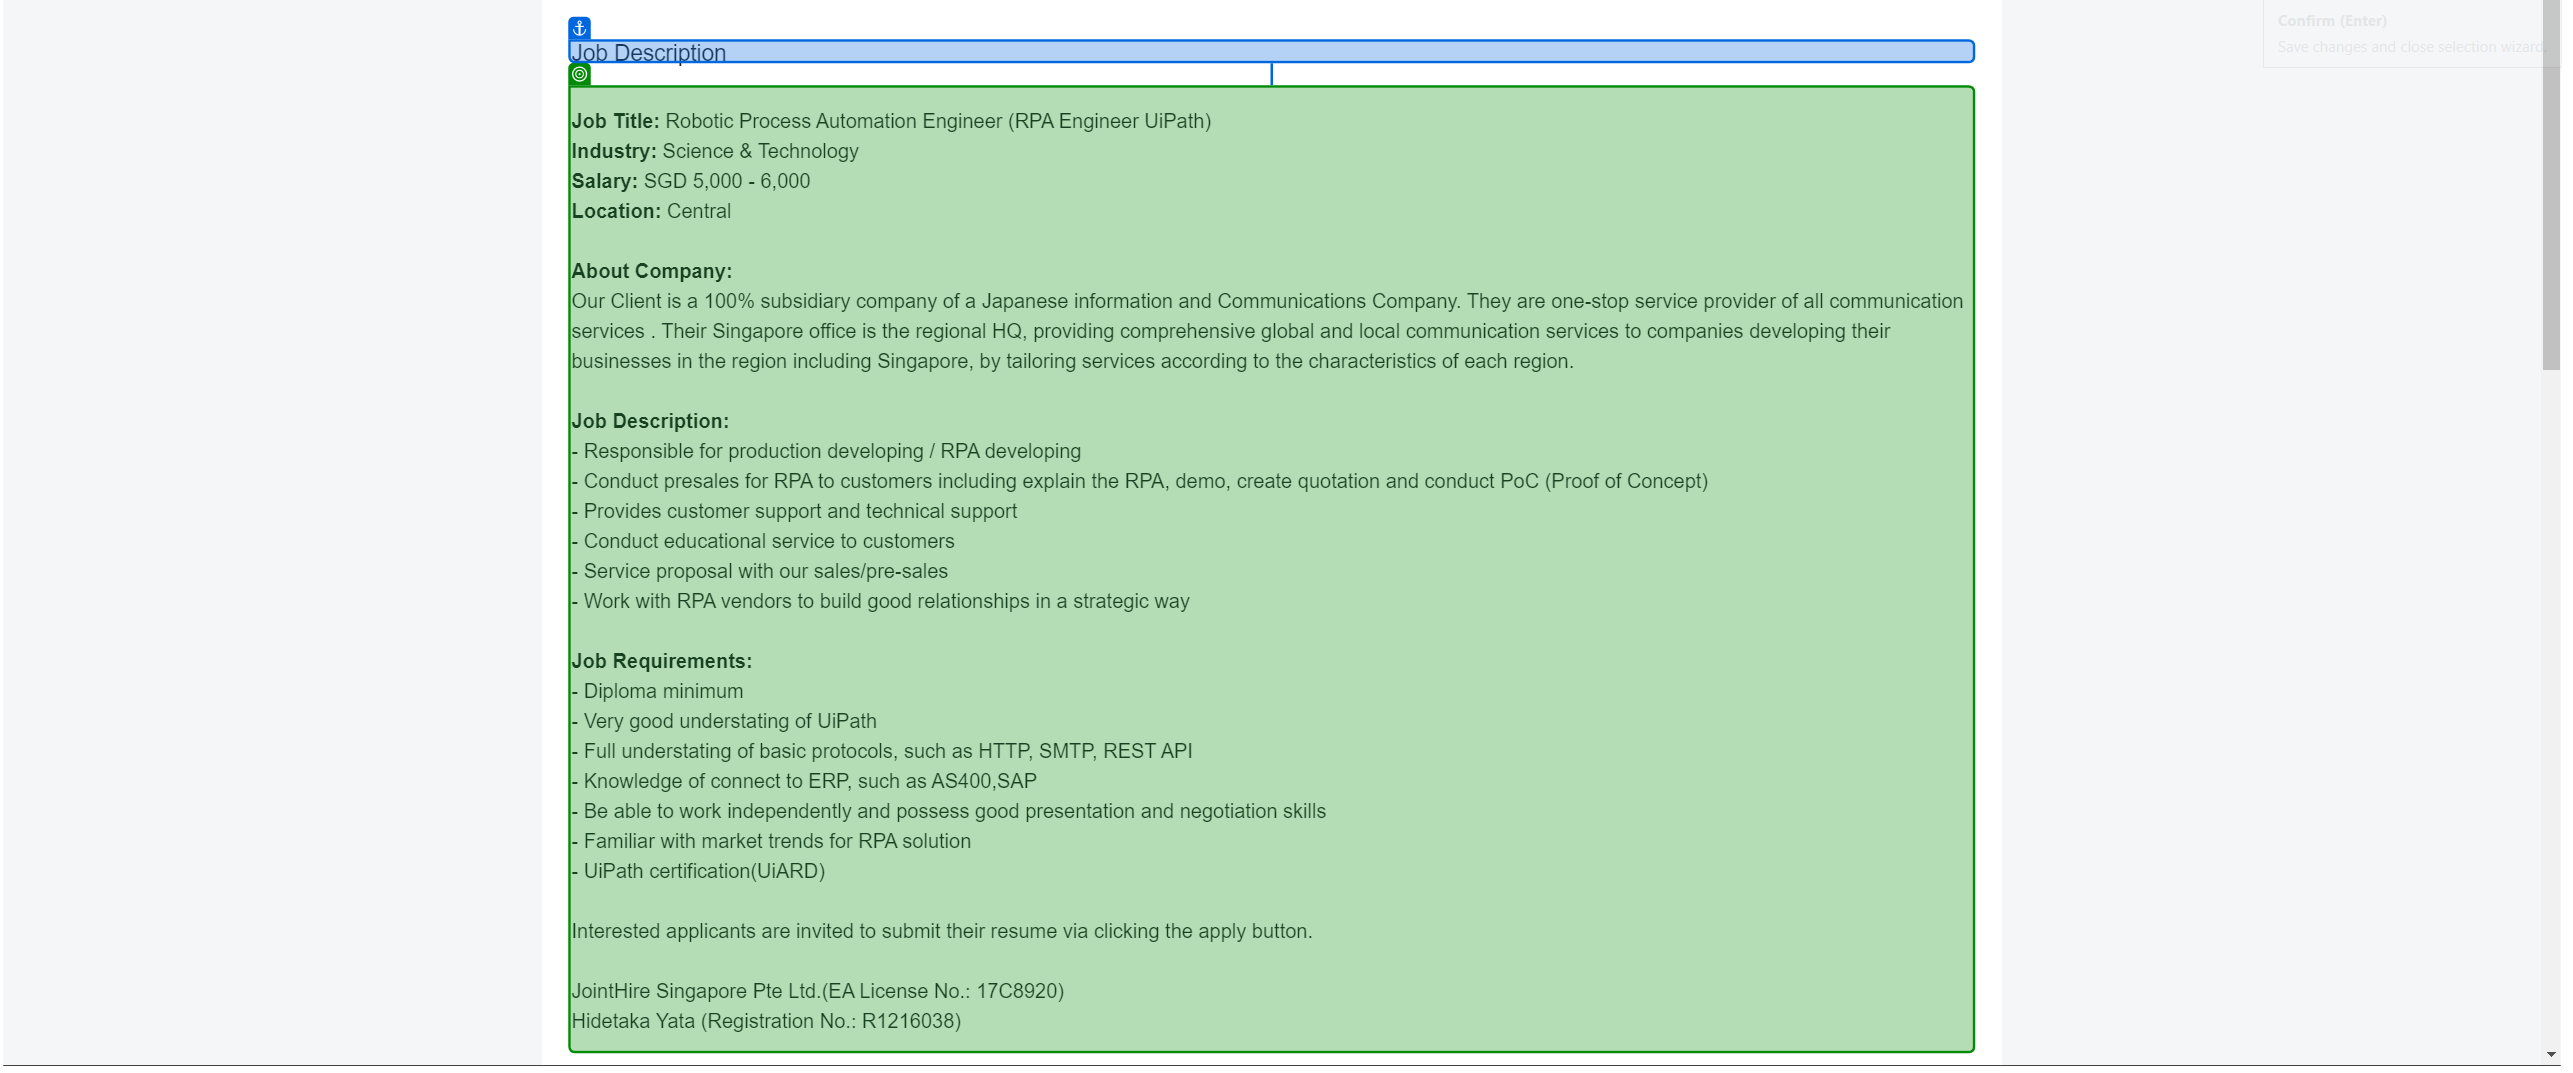 Confirm (Enter)
Save changes and close selection wizard.
Job Description
Job Title: Robotic Process Automation Engineer (RPA Engineer UiPath)
Industry: Science & Technology
Salary: SGD 5,000 - 6,000
Location: Central
About Company:
Our Client is a 100% subsidiary company of a Japanese information and Communications Company. They are one-stop service provider of all communication
services . Their Singapore office is the regional HQ, providing comprehensive global and local communication services to companies developing their
businesses in the region including Singapore, by tailoring services according to the characteristics of each region.
Job Description:
- Responsible for production developing / RPA developing
- Conduct presales for RPA to customers including explain the RPA, demo, create quotation and conduct PoC (Proof of Concept)
- Provides customer support and technical support
- Conduct educational service to customers
- Service proposal with our sales/pre-sales
- Work with RPA vendors to build good relationships in a strategic way
Job Requirements:
- Diploma minimum
- Very good understating of UiPath
- Full understating of basic protocols, such as HTTP, SMTP, REST API
- Knowledge of connect to ERP, such as AS400,SAP
- Be able to work independently and possess good presentation and negotiation skills
- Familiar with market trends for RPA solution
- UiPath certification(UiARD)
Interested applicants are invited to submit their resume via clicking the apply button.
JointHire Singapore Pte Ltd.(EA License No.: 17C8920)
Hidetaka Yata (Registration No.: R1216038)